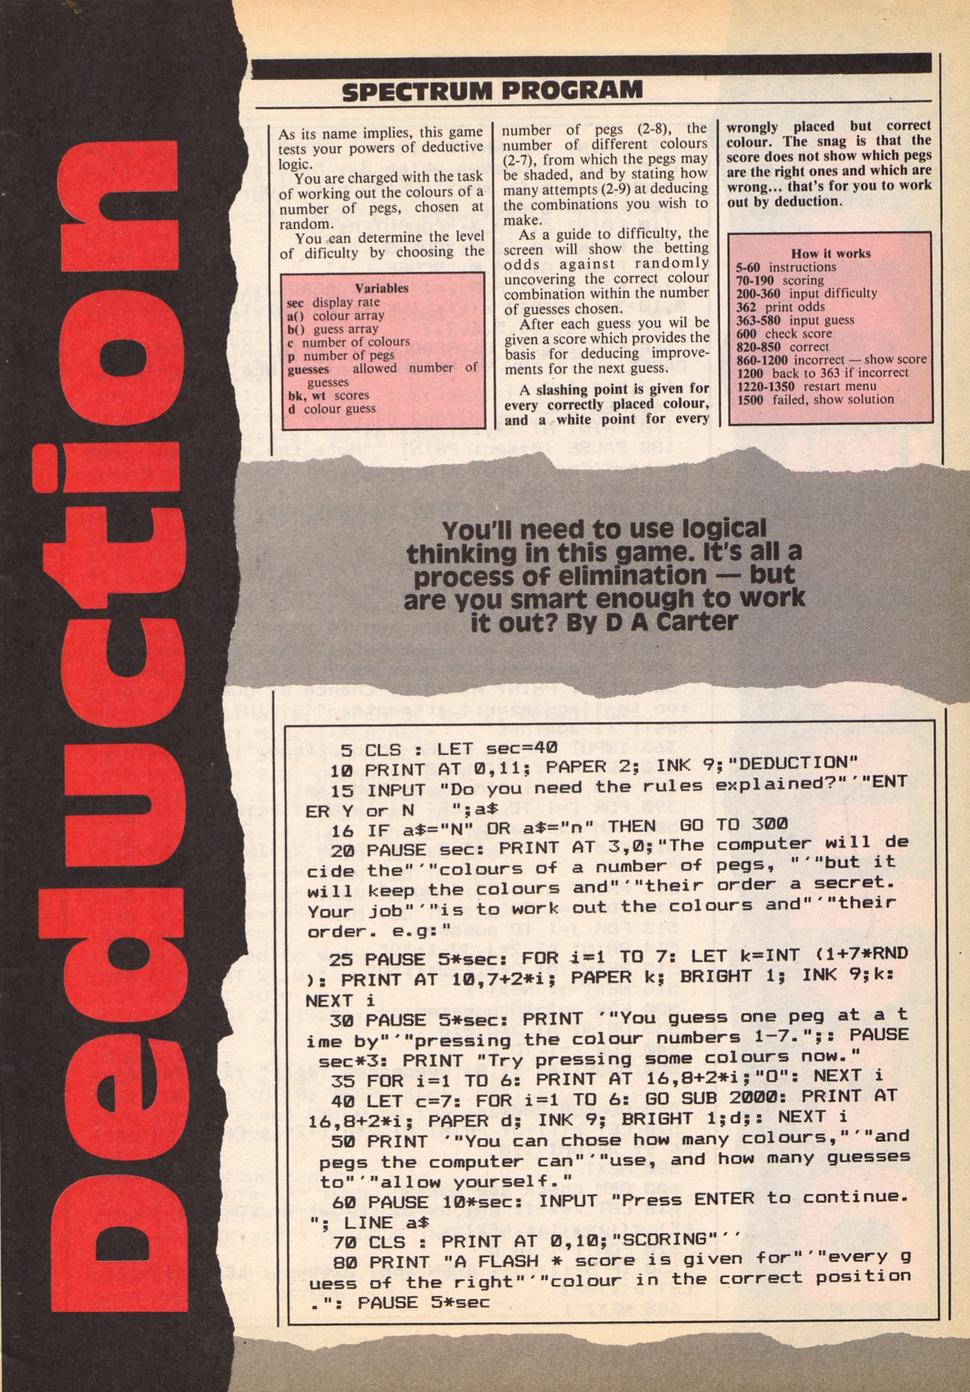 Deduction
SPECTRUM PROGRAM
As its name implies, this game
tests your powers of deductive
logic.
You are charged with the task
of working out the colours of a
number of pegs, chosen at
random.
You can determine the level
of dificulty by choosing the
Variables
sec display rate
a() colour array
b() guess array
c number of colours
p number of pegs
guesses allowed number of
guesses
bk, wt scores
d colour guess
number of pegs (2-8), the
number of different colours
(2-7), from which the pegs may
be shaded, and by stating how
many attempts (2-9) at deducing
the combinations you wish to
make.
As a guide to difficulty, the
screen will show the betting
odds against randomly
uncovering the correct colour
combination within the number
of guesses chosen.
After each guess you wil be
given a score which provides the
basis for deducing improve-
ments for the next guess.
A slashing point is given for
every correctly placed colour,
and a white point for every
wrongly placed but correct
colour. The snag is that the
score does not show which pegs
are the right ones and which are
wrong... that's for you to work
out by deduction.
How it works
5-60 instructions
70-190 scoring
200-360 input difficulty
362 print odds
363-580 input guess
600 check score
820-850 correct
860-1200 incorrect — show score
1200 back to 363 if incorrect
1220-1350 restart menu
1500 failed, show solution
You'll need to use logical
thinking in this game. It's all a
process of elimination — but
are you smart enough to work
it out? By D A Carter
5 CLS : LET sec=40
10 PRINT AT 0,11; PAPER 2; INK 9;"DEDUCTION"
15 INPUT "Do you need the rules explained?"'"ENT
ER Y or N    ";a$
16 IF a$="N" OR a$="n" THEN  GO TO 300
20 PAUSE sec: PRINT AT 3,0;"The computer will de
cide the"'"colours of a number of pegs, "'"but it
will keep the colours and"'"their order a secret.
Your job"'"is to work out the colours and"'"their
order. e.g:"
25 PAUSE 5*sec: FOR i=1 TO 7: LET k=INT (1+7*RND
): PRINT AT 10,7+2*i; PAPER k; BRIGHT 1; INK 9;k:
NEXT i
30 PAUSE 5*sec: PRINT '"You guess one peg at a t
ime by"'"pressing the colour numbers 1-7.";: PAUSE
sec*3: PRINT "Try pressing some colours now."
35 FOR i=1 TO 6: PRINT AT 16,8+2*i;"O": NEXT i
40 LET c=7: FOR i=1 TO 6: GO SUB 2000: PRINT AT
16,8+2*i; PAPER d; INK 9; BRIGHT 1;d;: NEXT i
50 PRINT '"You can chose how many colours,"'"and
pegs the computer can"'"use, and how many guesses
to"'"allow yourself."
60 PAUSE 10*sec: INPUT "Press ENTER to continue.
"; LINE a$
70 CLS : PRINT AT 0,10;"SCORING"''
80 PRINT "A FLASH * score is given for"'"every g
uess of the right"'"colour in the correct position
.": PAUSE 5*sec